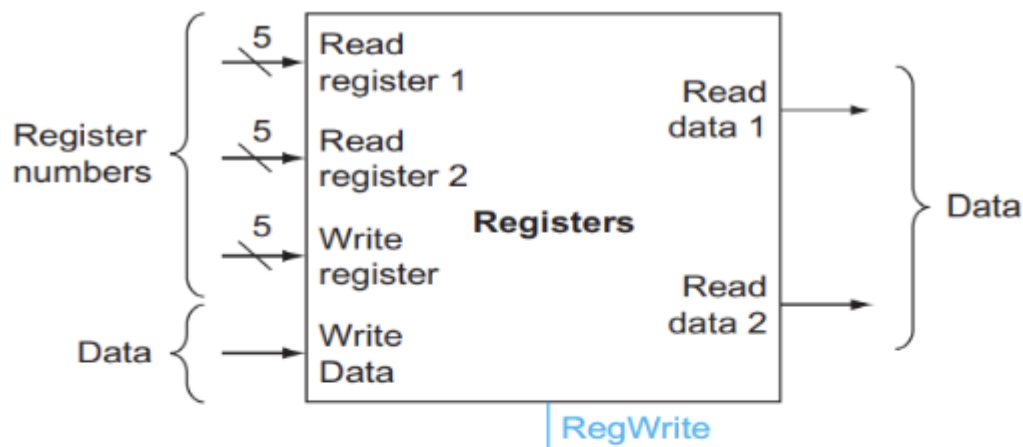 5
Read
register 1
5
Read
register 2
5
Write
register
Write
Data
Register
numbers
Data
Registers
Read
data 1
Read
data 2
Data
RegWrite